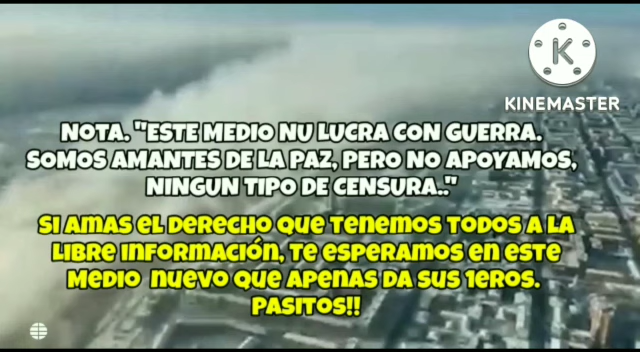 K
KINEMASTER
NOTA. "ESTE MEDIO NU LUCRA CON GUERRA.
SOMOS AMANTES DE LA PAZ, PERO NO APOYAMOS,
NINGUN TIPO DE CENSURA.."
SI AMAS EL DERECHO QUE TENEMOS TODOS A LA
LIBRE INFORMACIÓN, TE ESPERAMOS EN ESTE
MEDIO NUEVO QUE APENAS DA SUS 1EROS.
PASITOS!!